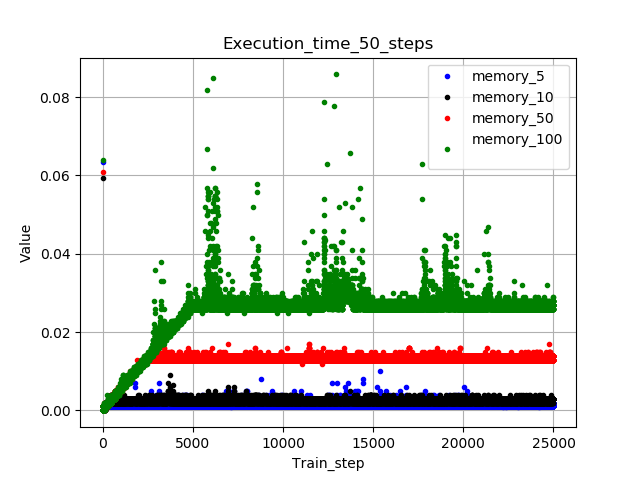 Execution_time_50_steps
memory_5
memory_10
memory_50
memory_100
Value
0.08
0.06
0.04
0.02
0.00
0
5000
10000
15000
20000
25000
Train_step